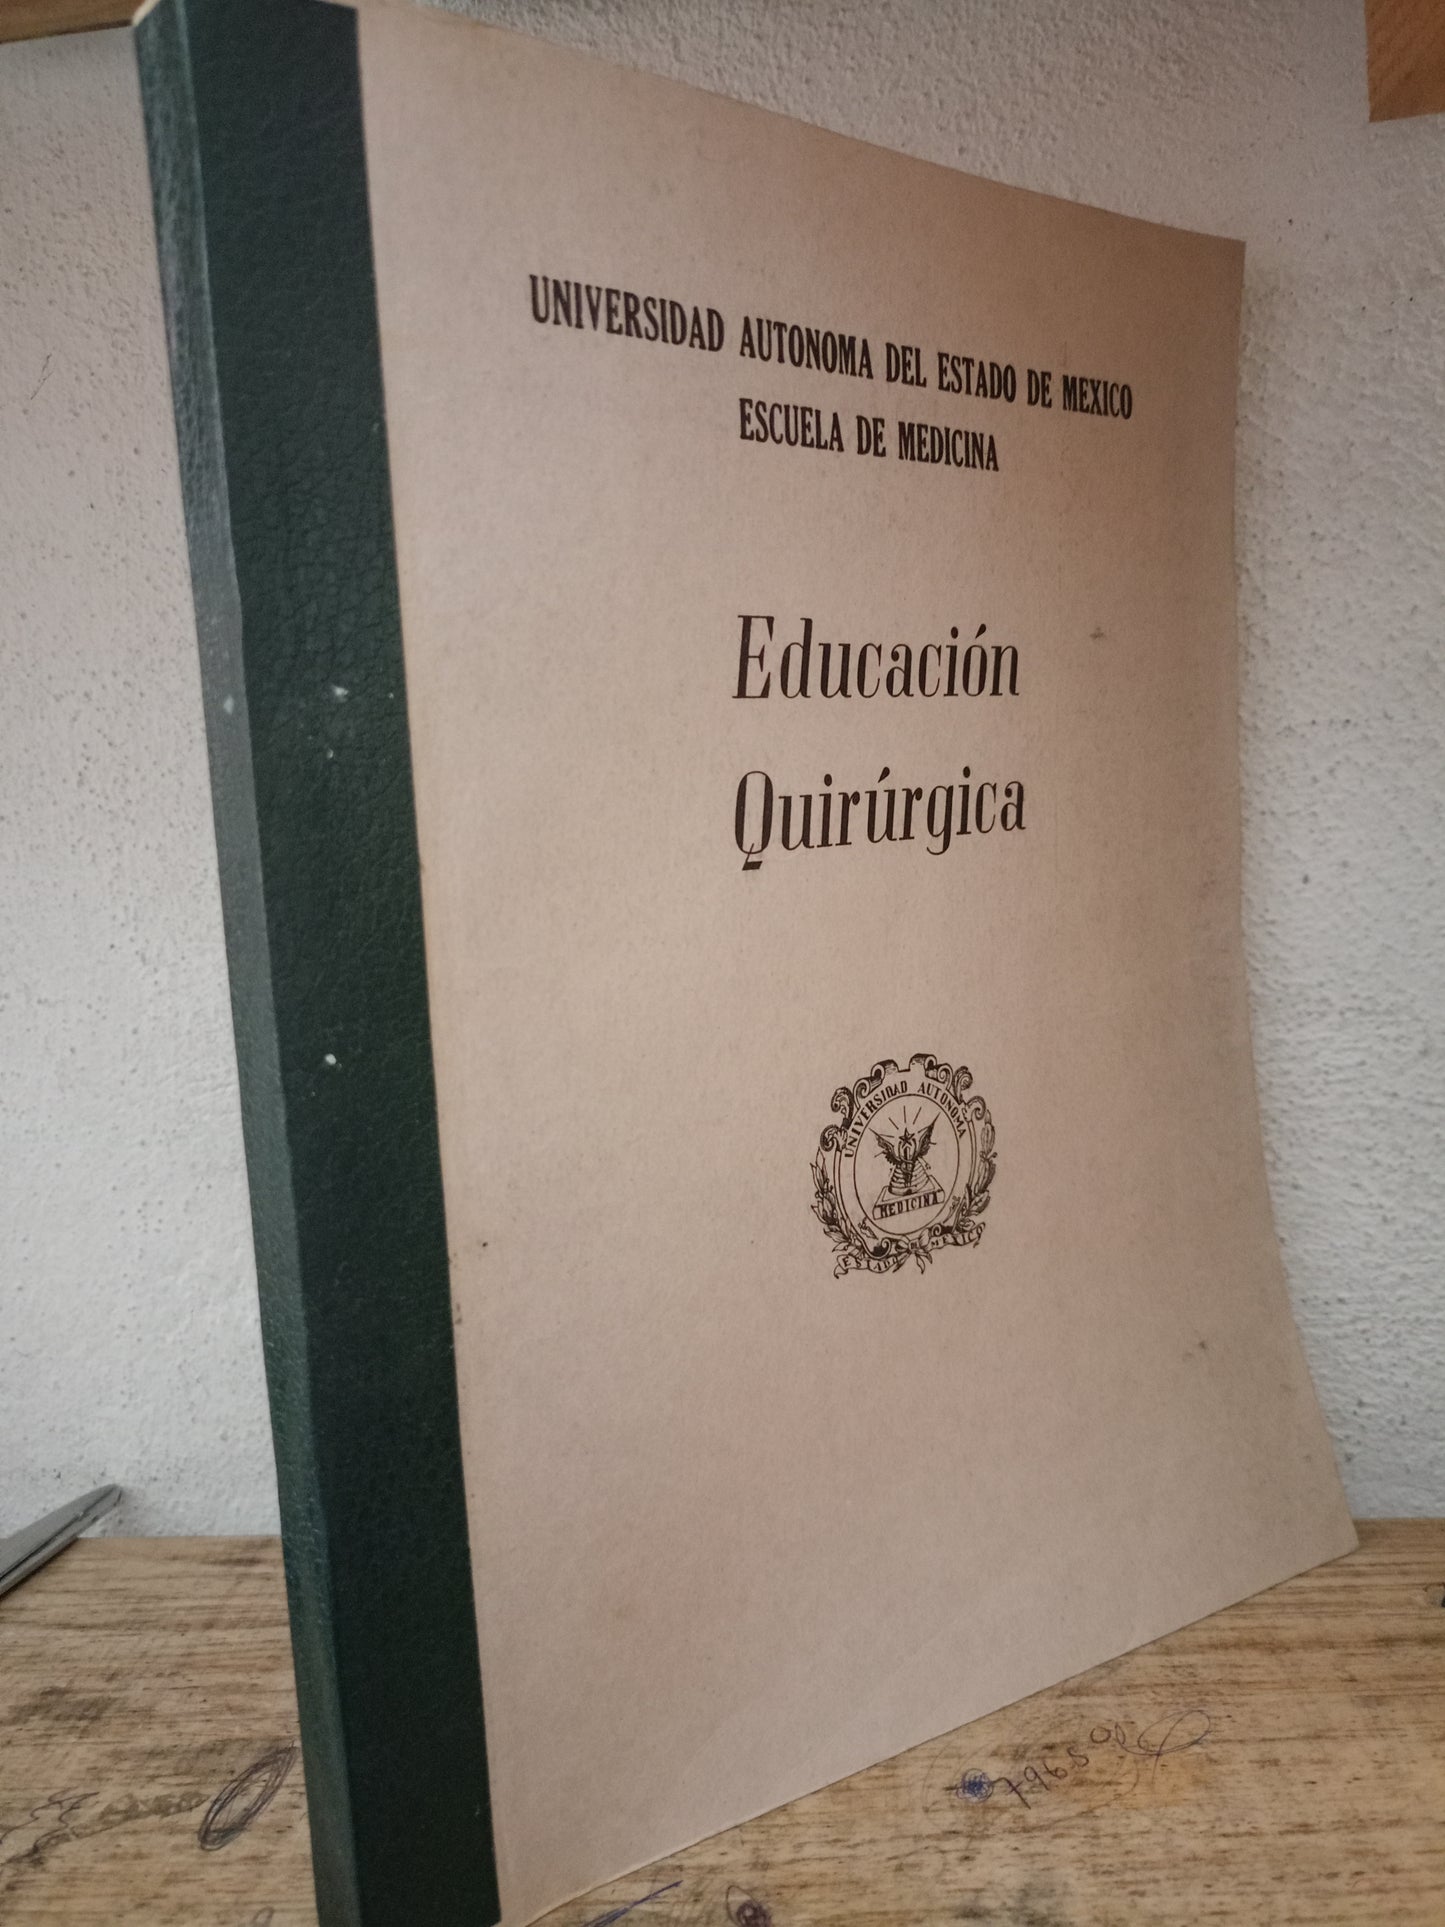 UNIVERSIDAD AUTONOMA DEL ESTADO DE MEXICO
ESCUELA DE MEDICINA
Educación
Quirúrgica
UNIVERSIDAD AUTONOMA
MEDICINA
ESTADO DE MEXICO